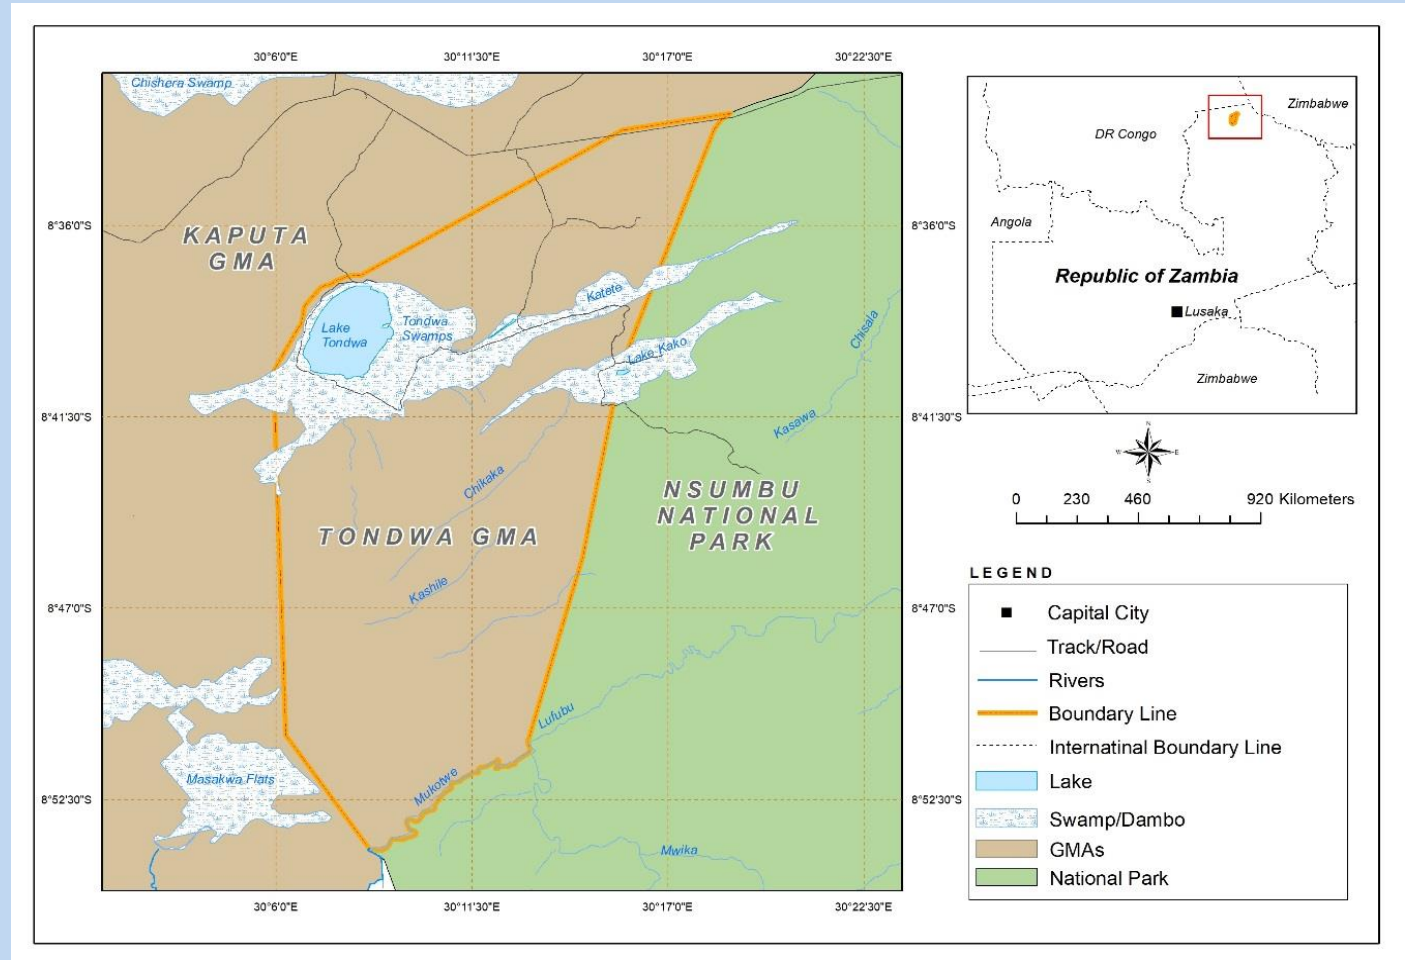 30°6'0"E
30°11'30"E
30°17'0"E
30°22'30"E
Chishera Swamp
8°36'0"S
8°36'0"S
KAPUTA
GMA
Katete
Lake
Tondwa
Tondwa
Swamps
Lake Kako
Chisala
8°41'30"S
8°41'30"S
Kasawa
Chikaka
NSUMBU
NATIONAL
PARK
TONDWA GMA
Kashile
8°47'0"S
8°47'0"S
Lufubu
Masakwa Flats
Mukotwe
8°52'30"S
8°52'30"S
Mwika
30°6'0"E
30°11'30"E
30°17'0"E
30°22'30"E
Zimbabwe
DR Congo
Angola
Republic of Zambia
Lusaka
Zimbabwe
N
W
E
S
0
230
460
920 Kilometers
LEGEND
Capital City
Track/Road
Rivers
Boundary Line
Internatinal Boundary Line
Lake
Swamp/Dambo
GMAs
National Park